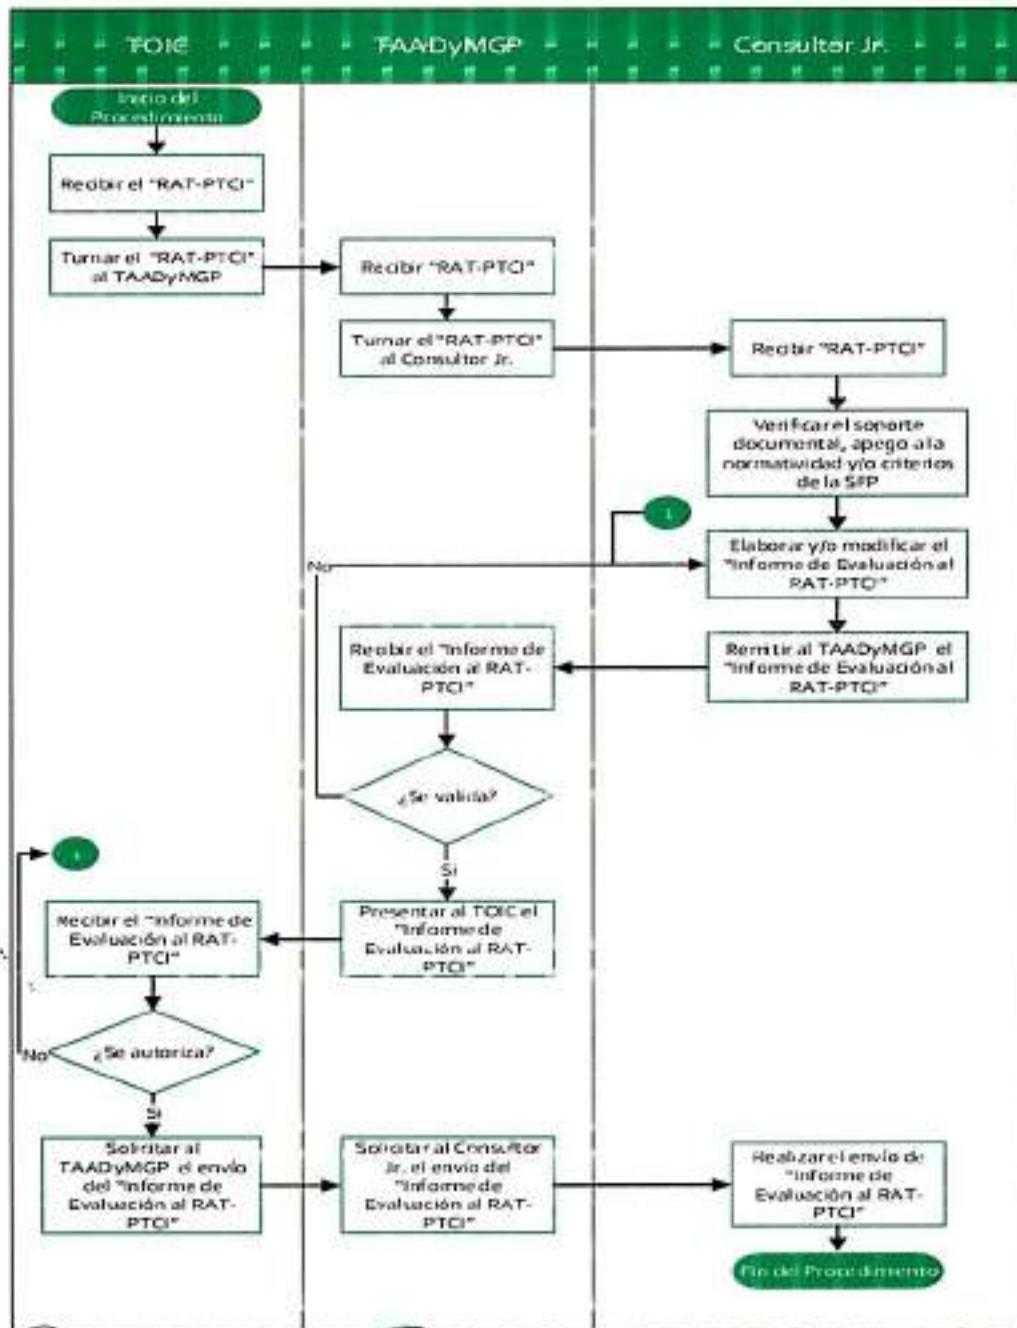 TOIC
TAADyMGP
Consultor Jr.
Inicio del
Procedimiento
Recibir el "RAT-PTCI"
Turnar el "RAT-PTCI"
al TAADyMGP
Recibir "RAT-PTCI"
Turnar el "RAT-PTCI"
al Consultor Jr.
Recibir "RAT-PTCI"
Verificar el soporte
documental, apego a la
normatividad y/o criterios
de la SFP
1
Elaborar y/o modificar el
"Informe de Evaluación al
RAT-PTCI"
No
Remitir al TAADyMGP el
"Informe de Evaluación al
RAT-PTCI"
Recibir el "Informe de
Evaluación al RAT-
PTCI"
¿Se valida?
Si
1
Presentar al TOIC el
"Informe de
Evaluación al RAT-
PTCI"
Recibir el "Informe de
Evaluación al RAT-
PTCI"
¿Se autoriza?
No
Si
Solicitar al
TAADyMGP el envío
del "Informe de
Evaluación al RAT-
PTCI"
Solicitar al Consultor
Jr. el envío del
"Informe de
Evaluación al RAT-
PTCI"
Realizar el envío de
"Informe de
Evaluación al RAT-
PTCI"
Fin del Procedimiento